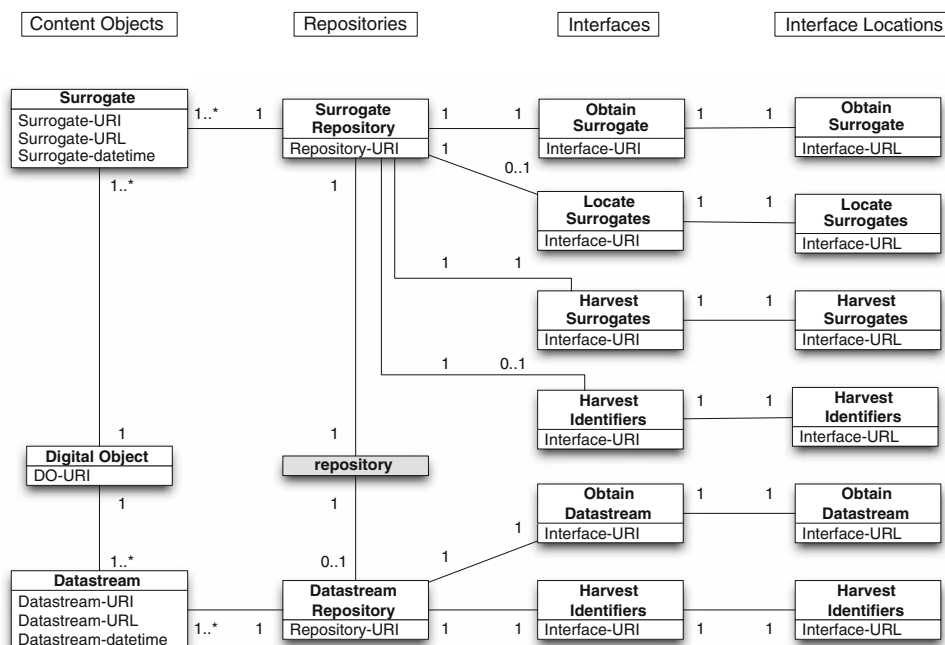 Content Objects
Repositories
Interfaces
Interface Locations
Surrogate
Surrogate-URI
Surrogate-URL
Surrogate-datetime
1..*
1
Surrogate
Repository
Repository-URI
1
1
Obtain
Surrogate
Interface-URI
1
1
Obtain
Surrogate
Interface-URL
1
0..1
1..*
1
Locate
Surrogates
Interface-URI
1
1
Locate
Surrogates
Interface-URL
1
1
Harvest
Surrogates
Interface-URI
1
1
Harvest
Surrogates
Interface-URL
1
0..1
Harvest
Identifiers
Interface-URI
1
1
Harvest
Identifiers
Interface-URL
1
1
Digital Object
DO-URI
repository
1
1
Obtain
Datastream
Interface-URI
1
1
Obtain
Datastream
Interface-URL
1
1
1..*
0..1
Datastream
Datastream-URI
Datastream-URL
Datastream-datetime
1..*
1
Datastream
Repository
Repository-URI
1
1
Harvest
Identifiers
Interface-URI
1
1
Harvest
Identifiers
Interface-URL